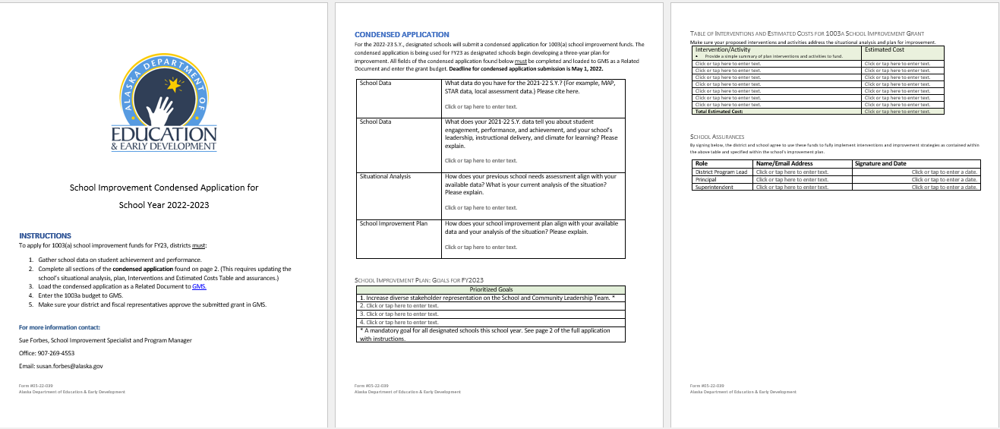 ALASKA DEPARTMENT OF
EDUCATION
& EARLY DEVELOPMENT
School Improvement Condensed Application for
School Year 2022-2023
INSTRUCTIONS
To apply for 1003(a) school improvement funds for FY23, districts must:
1. Gather school data on student achievement and performance.
2. Complete all sections of the condensed application found on page 2. (This requires updating the
school's situational analysis, plan, Interventions and Estimated Costs Table and assurances.)
3. Load the condensed application as a Related Document to GMS.
4. Enter the 1003a budget to GMS.
5. Make sure your district and fiscal representatives approve the submitted grant in GMS.
For more information contact:
Sue Forbes, School Improvement Specialist and Program Manager
Office: 907-269-4553
Email: susan.forbes@alaska.gov
Form #05-22-039
Alaska Department of Education & Early Development
CONDENSED APPLICATION
For the 2022-23 S.Y., designated schools will submit a condensed application for 1003(a) school improvement funds. The
condensed application is being used for FY23 as designated schools begin developing a three-year plan for
improvement. All fields of the condensed application found below must be completed and loaded to GMS as a Related
Document and enter the grant budget. Deadline for condensed application submission is May 1, 2022.
School Data
What data do you have for the 2021-22 S.Y.? (For example, MAP,
STAR data, local assessment data.) Please cite here.
Click or tap here to enter text.
School Data
What does your 2021-22 S.Y. data tell you about student
engagement, performance, and achievement, and your school's
leadership, instructional delivery, and climate for learning? Please
explain.
Click or tap here to enter text.
Situational Analysis
How does your previous school needs assessment align with your
available data? What is your current analysis of the situation?
Please explain.
Click or tap here to enter text.
School Improvement Plan
How does your school improvement plan align with your available
data and your analysis of the situation? Please explain.
Click or tap here to enter text.
School Improvement Plan: Goals for FY2023
Prioritized Goals
1. Increase diverse stakeholder representation on the School and Community Leadership Team. *
2. Click or tap here to enter text.
3. Click or tap here to enter text.
4. Click or tap here to enter text.
* A mandatory goal for all designated schools this school year. See page 2 of the full application
with instructions.
Form #05-22-039
Alaska Department of Education & Early Development
Table of Interventions and Estimated Costs for 1003a School Improvement Grant
Make sure your proposed interventions and activities address the situational analysis and plan for improvement.
Intervention/Activity Estimated Cost
• Provide a simple summary of plan interventions and activities to fund.
Click or tap here to enter text. Click or tap here to enter text.
Click or tap here to enter text. Click or tap here to enter text.
Click or tap here to enter text. Click or tap here to enter text.
Click or tap here to enter text. Click or tap here to enter text.
Click or tap here to enter text. Click or tap here to enter text.
Click or tap here to enter text. Click or tap here to enter text.
Click or tap here to enter text. Click or tap here to enter text.
Total Estimated Cost: Click or tap here to enter text.
School Assurances
By signing below, the district and school agree to use these funds to fully implement interventions and improvement strategies as contained within
the above table and specified within the school's improvement plan.
Role Name/Email Address Signature and Date
District Program Lead Click or tap here to enter text. Click or tap to enter a date.
Principal Click or tap here to enter text. Click or tap to enter a date.
Superintendent Click or tap here to enter text. Click or tap to enter a date.
Form #05-22-039
Alaska Department of Education & Early Development